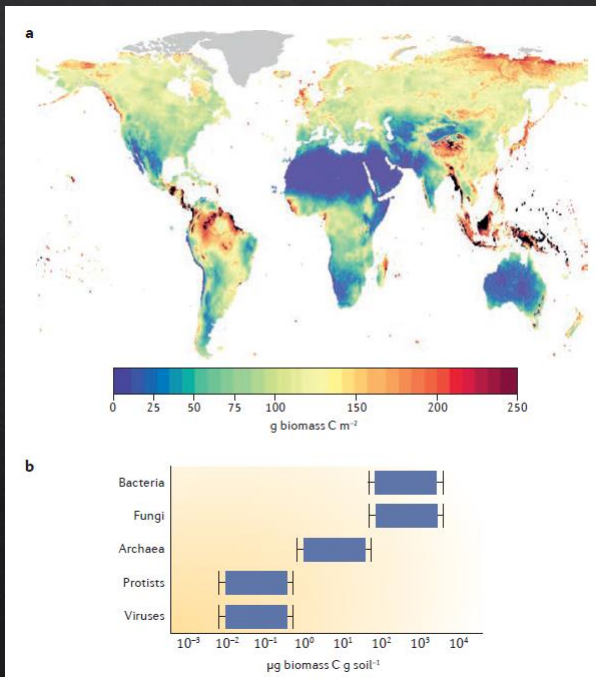 a
0 25 50 75 100 150 200 250
g biomass C m⁻²
b
Bacteria
Fungi
Archaea
Protists
Viruses
10⁻³ 10⁻² 10⁻¹ 10⁰ 10¹ 10² 10³ 10⁴
µg biomass C g soil⁻¹